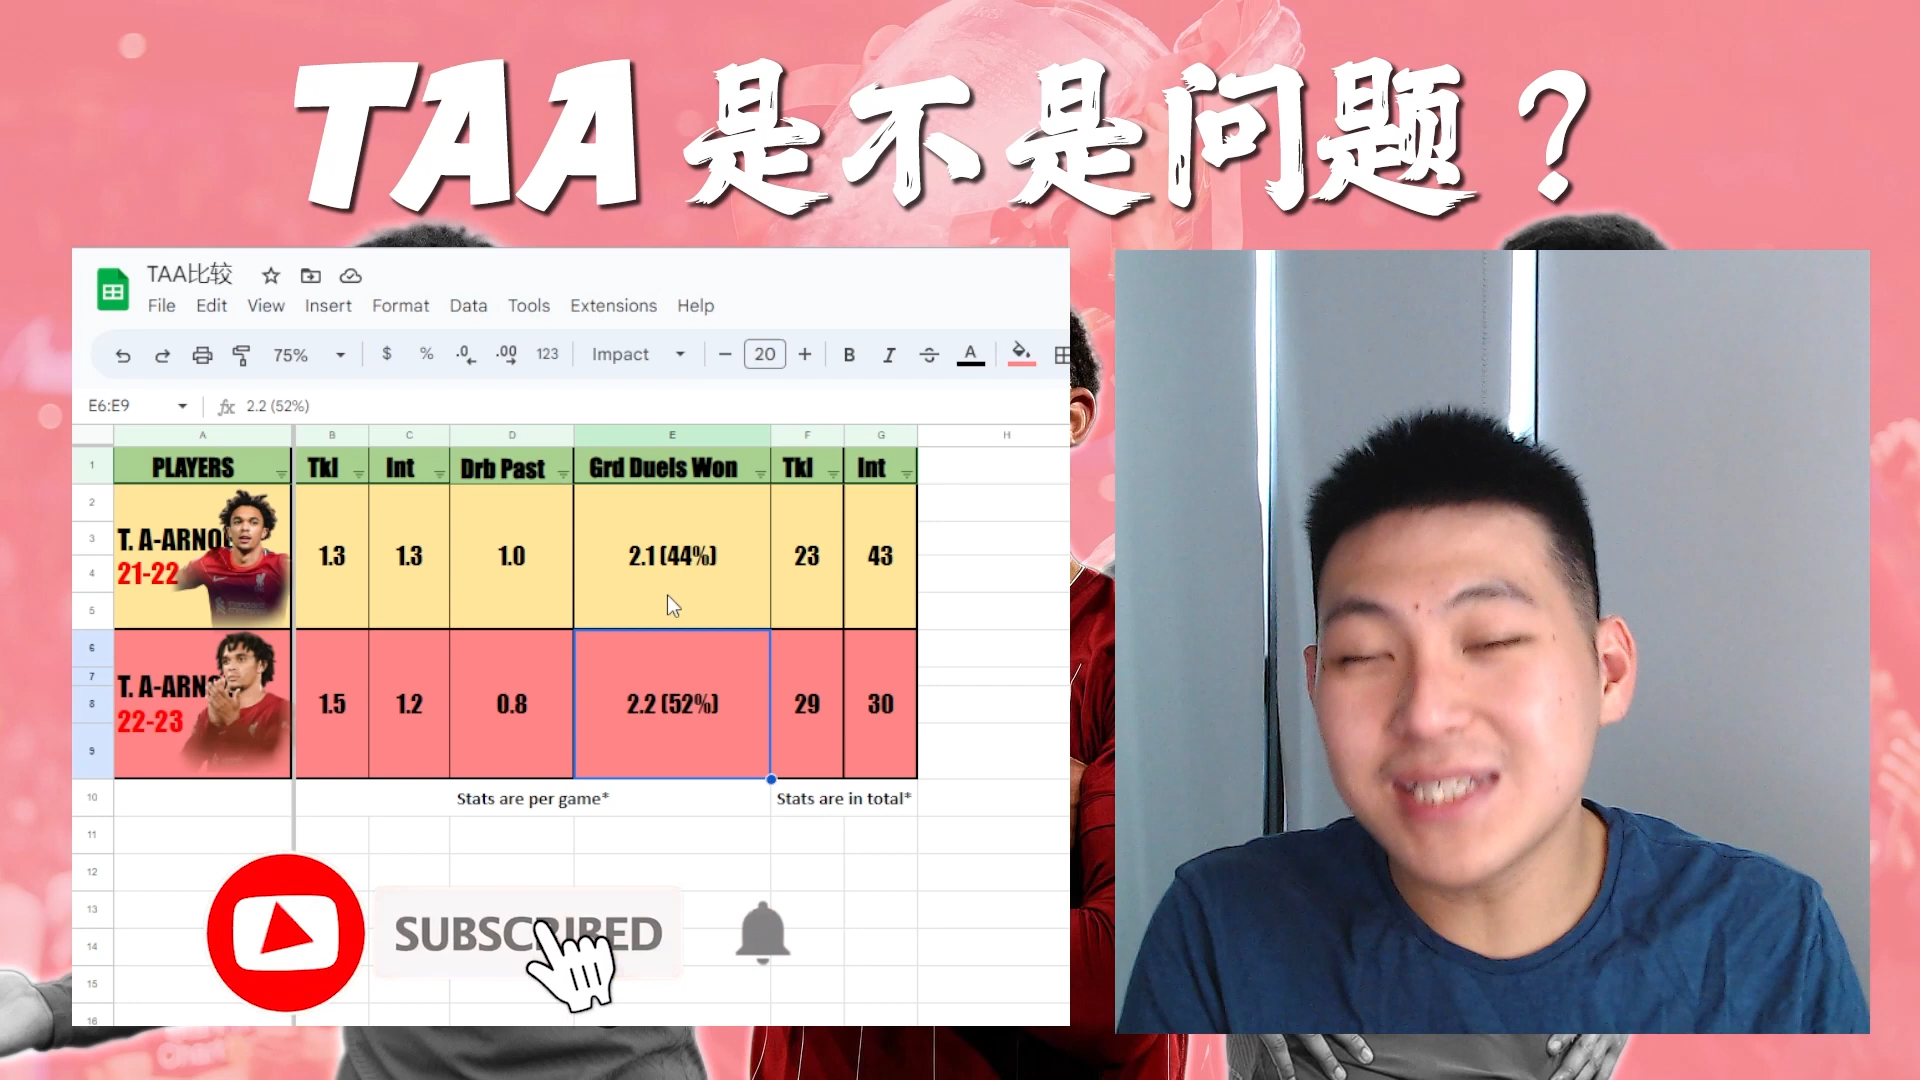 TAA 是不是问题？
TAA比较
File Edit View Insert Format Data Tools Extensions Help
75% $ % .0 .00 123 Impact 20 B I A
E6:E9 fx 2.2 (52%)
A B C D E F G H
1 PLAYERS Tkl Int Drb Past Grd Duels Won Tkl Int
2
3 T. A-ARNO
1.3 1.3 1.0 2.1 (44%) 23 43
4 21-22
5
6
7 T. A-ARN
8 1.5 1.2 0.8 2.2 (52%) 29 30
22-23
9
10 Stats are per game* Stats are in total*
11
12
13
SUBSCRIBED
14
15
16